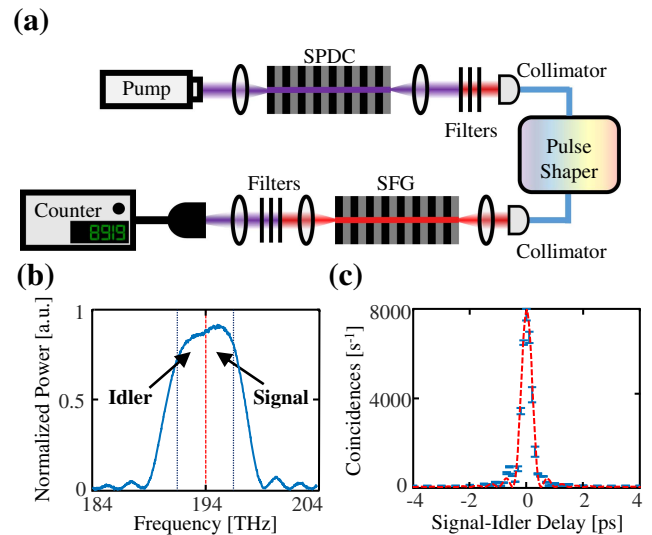 (a)
SPDC
Pump
Collimator
Filters
Pulse
Shaper
Filters
SFG
Counter
8919
Collimator
(b)
(c)
Normalized Power [a.u.]
1
0.5
0
Idler
Signal
184
194
204
Frequency [THz]
Coincidences [s⁻¹]
8000
4000
0
-4
-2
0
2
4
Signal-Idler Delay [ps]